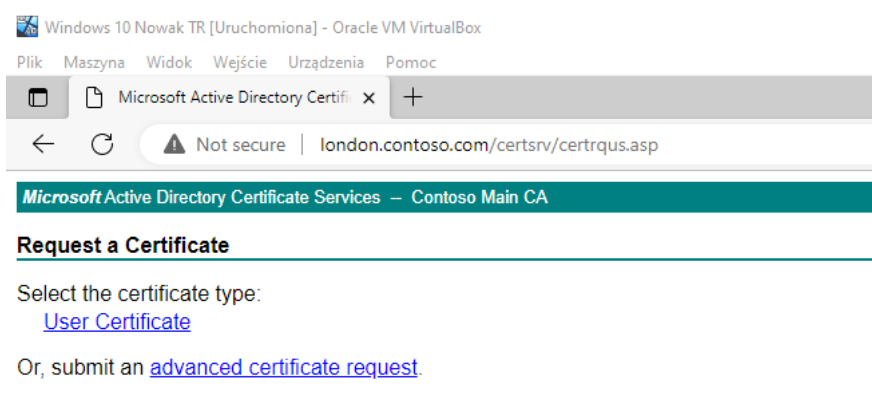 Windows 10 Nowak TR [Uruchomiona] - Oracle VM VirtualBox
Plik Maszyna Widok Wejście Urządzenia Pomoc
Microsoft Active Directory Certifi
Not secure | london.contoso.com/certsrv/certrqus.asp
Microsoft Active Directory Certificate Services -- Contoso Main CA
Request a Certificate
Select the certificate type:
User Certificate
Or, submit an advanced certificate request.